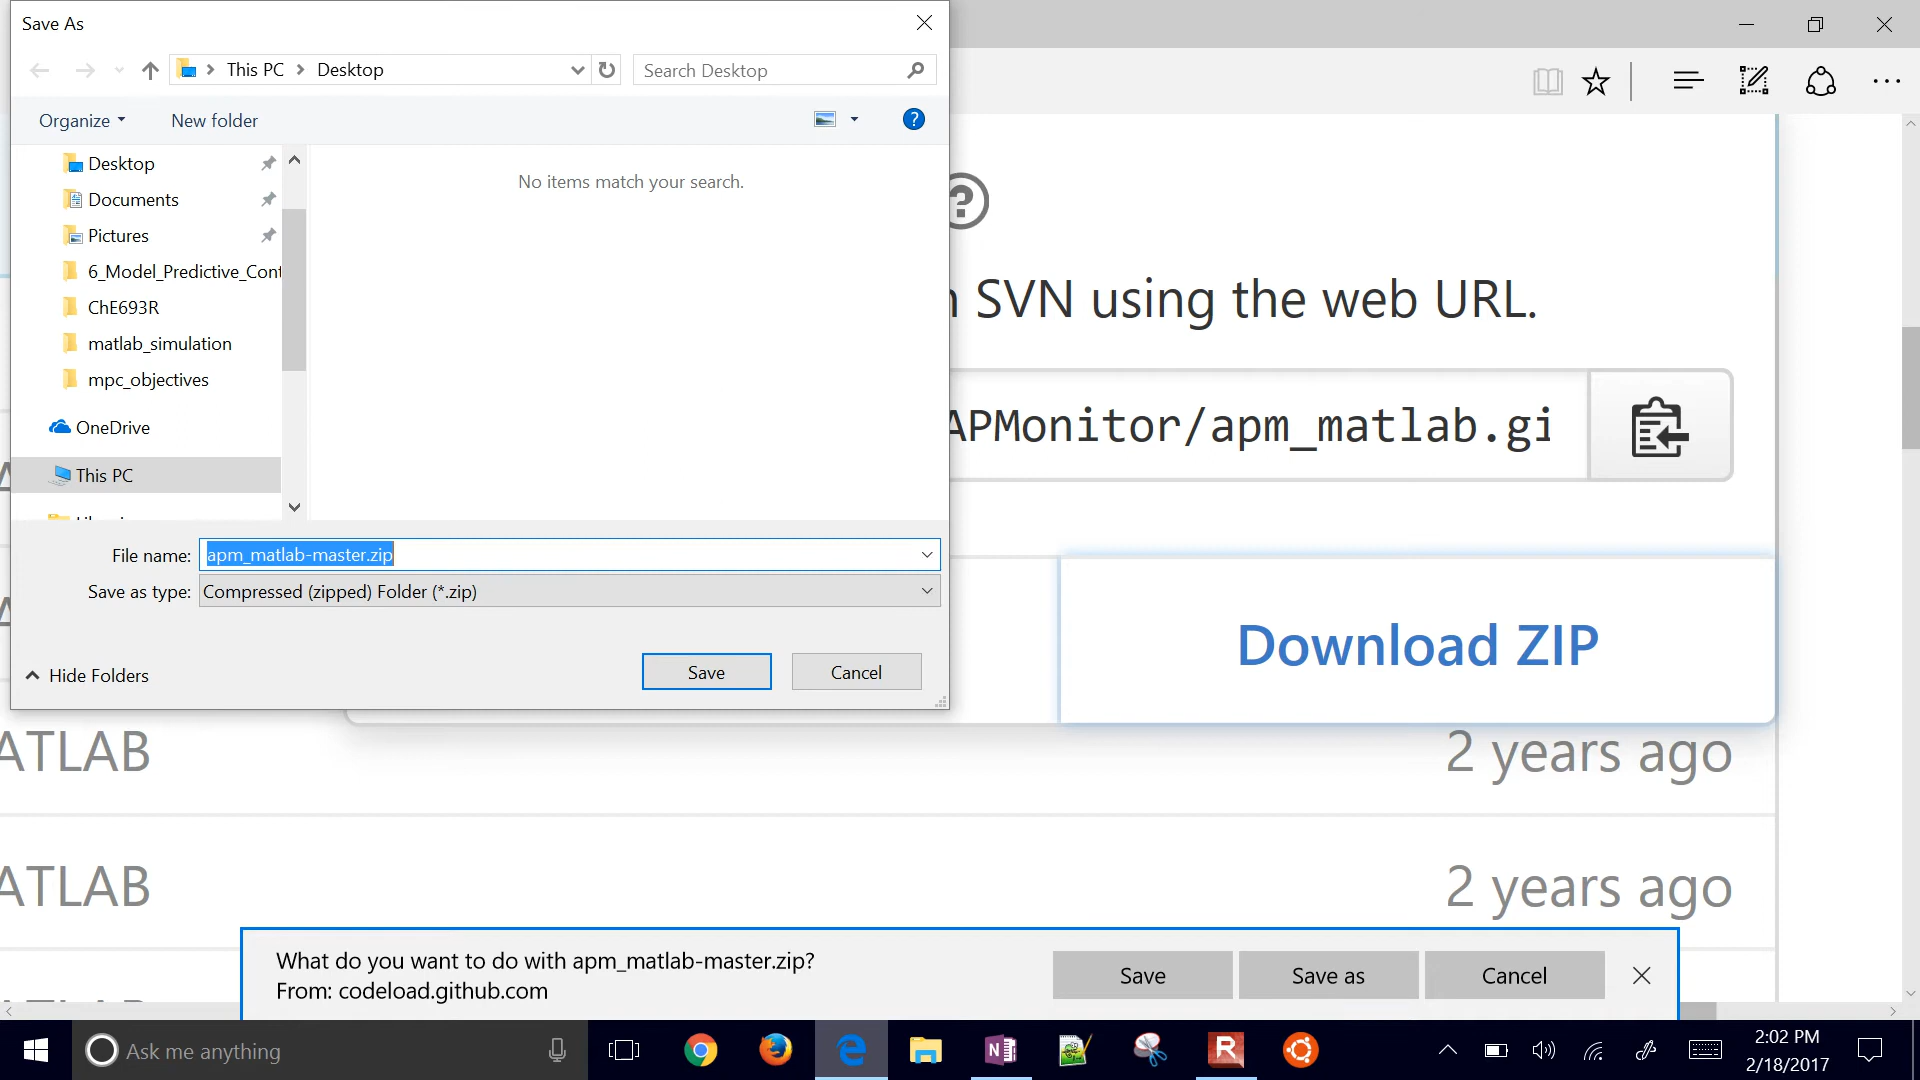 Save As
This PC
Desktop
Search Desktop
Organize
New folder
?
Desktop
Documents
Pictures
6_Model_Predictive_Cont
ChE693R
matlab_simulation
mpc_objectives
OneDrive
This PC
No items match your search.
File name: apm_matlab-master.zip
Save as type: Compressed (zipped) Folder (*.zip)
Hide Folders
Save
Cancel
?
SVN using the web URL.
APMonitor/apm_matlab.gi
Download ZIP
ATLAB
2 years ago
ATLAB
2 years ago
What do you want to do with apm_matlab-master.zip?
From: codeload.github.com
Save
Save as
Cancel
Ask me anything
N
R
2:02 PM
2/18/2017